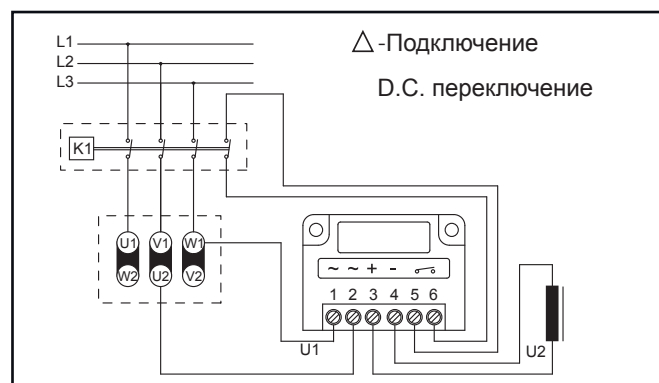 L1
△-Подключение
L2
D.C. переключение
L3
K1
U1 V1 W1
W2 U2 V2
~ ~ + -
1 2 3 4 5 6
U1
U2